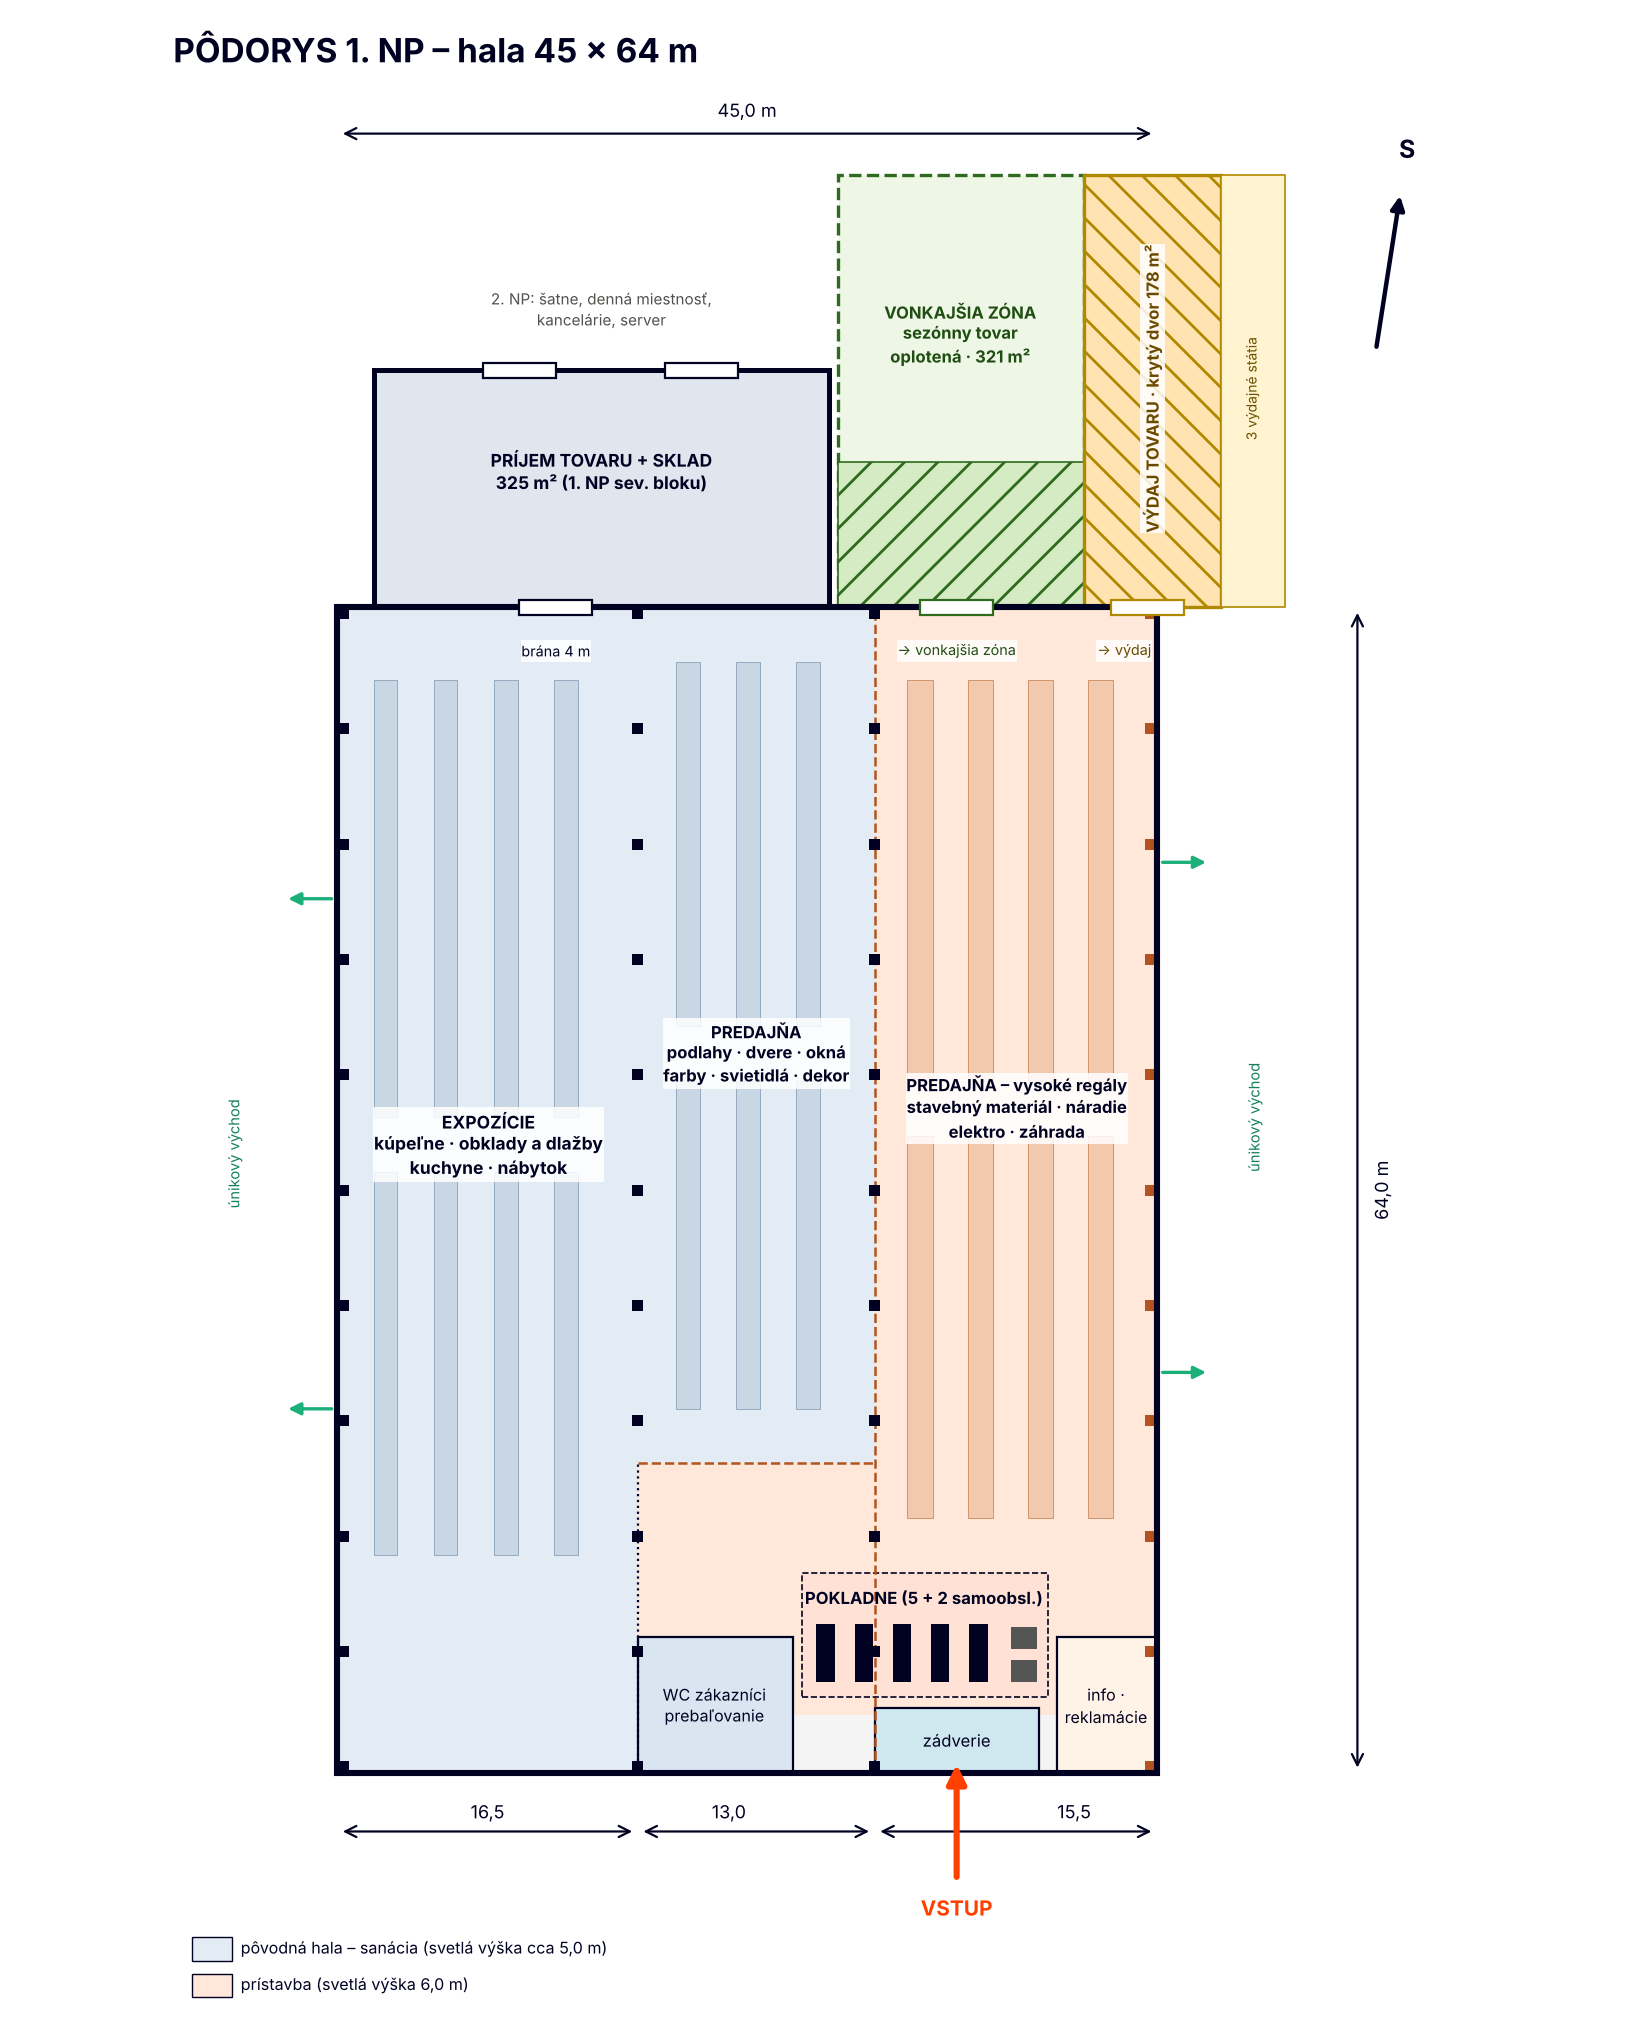 PÔDORYS 1. NP – hala 45 × 64 m
45,0 m
S
2. NP: šatne, denná miestnosť,
kancelárie, server
VONKAJŠIA ZÓNA
sezónny tovar
oplotená · 321 m²
VÝDAJ TOVARU · krytý dvor 178 m²
3 výdajné státia
PRÍJEM TOVARU + SKLAD
325 m² (1. NP sev. bloku)
brána 4 m
→ vonkajšia zóna
→ výdaj
PREDAJŇA
podlahy · dvere · okná
farby · svietidlá · dekor
PREDAJŇA – vysoké regály
stavebný materiál · náradie
elektro · záhrada
EXPOZÍCIE
kúpeľne · obklady a dlažby
kuchyne · nábytok
únikový východ
únikový východ
64,0 m
POKLADNE (5 + 2 samoobsl.)
WC zákazníci
prebaľovanie
info ·
reklamácie
zádverie
16,5
13,0
15,5
VSTUP
pôvodná hala – sanácia (svetlá výška cca 5,0 m)
prístavba (svetlá výška 6,0 m)